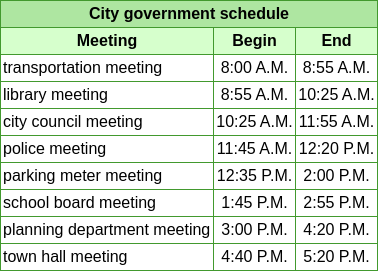 City government schedule
Meeting Begin End
transportation meeting 8:00 A.M. 8:55 A.M.
library meeting 8:55 A.M. 10:25 A.M.
city council meeting 10:25 A.M. 11:55 A.M.
police meeting 11:45 A.M. 12:20 P.M.
parking meter meeting 12:35 P.M. 2:00 P.M.
school board meeting 1:45 P.M. 2:55 P.M.
planning department meeting 3:00 P.M. 4:20 P.M.
town hall meeting 4:40 P.M. 5:20 P.M.